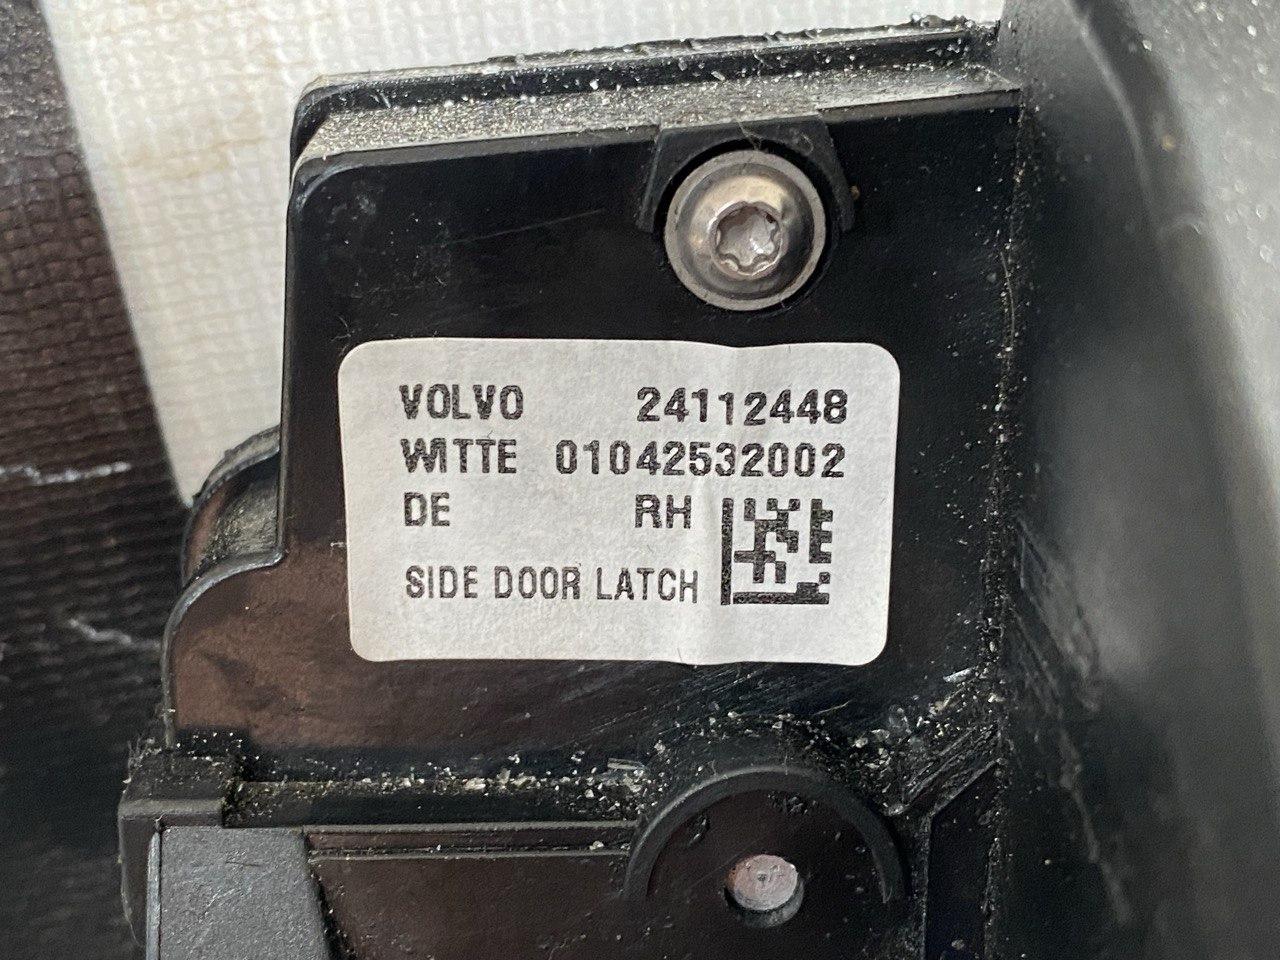 VOLVO 24112448
WITTE 01042532002
DE RH
SIDE DOOR LATCH